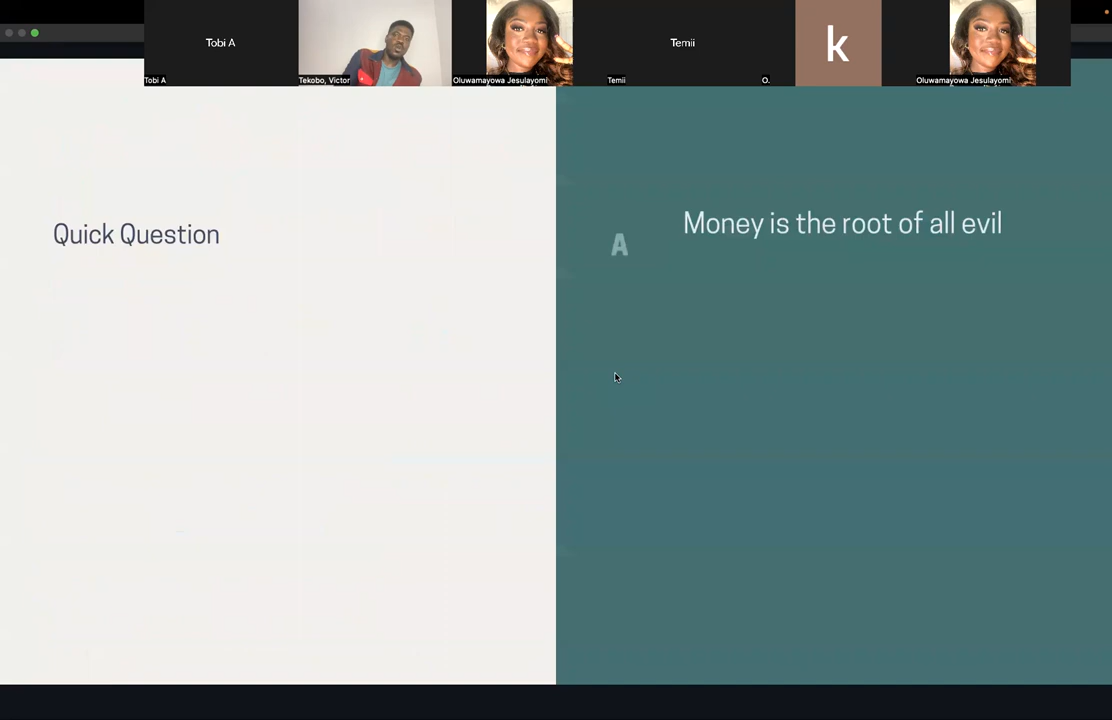 Tobi A
Temii
k
Tobi A
Tekobo, Victor
Oluwamayowa Jesulayomi
Temii
O.
Oluwamayowa Jesulayomi
Quick Question
A
Money is the root of all evil